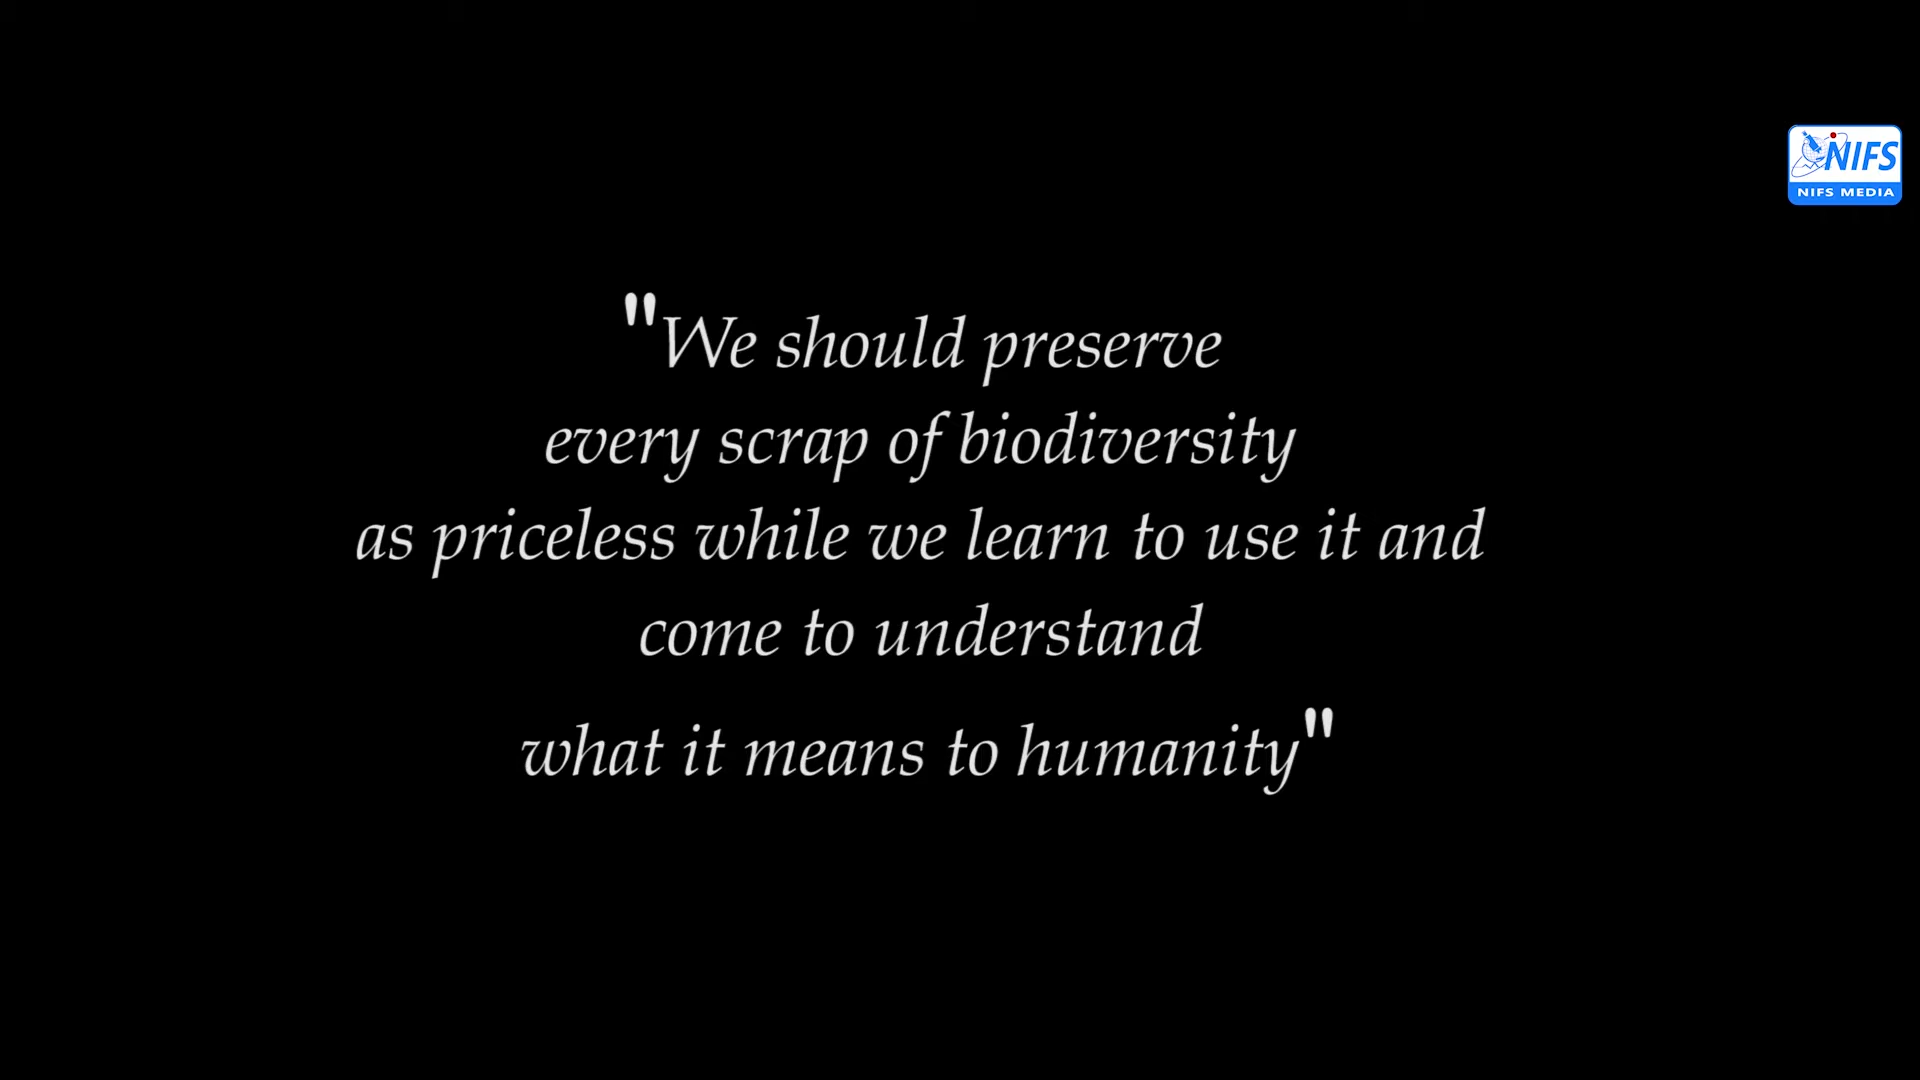 NIFS
NIFS MEDIA
"We should preserve
every scrap of biodiversity
as priceless while we learn to use it and
come to understand
what it means to humanity"